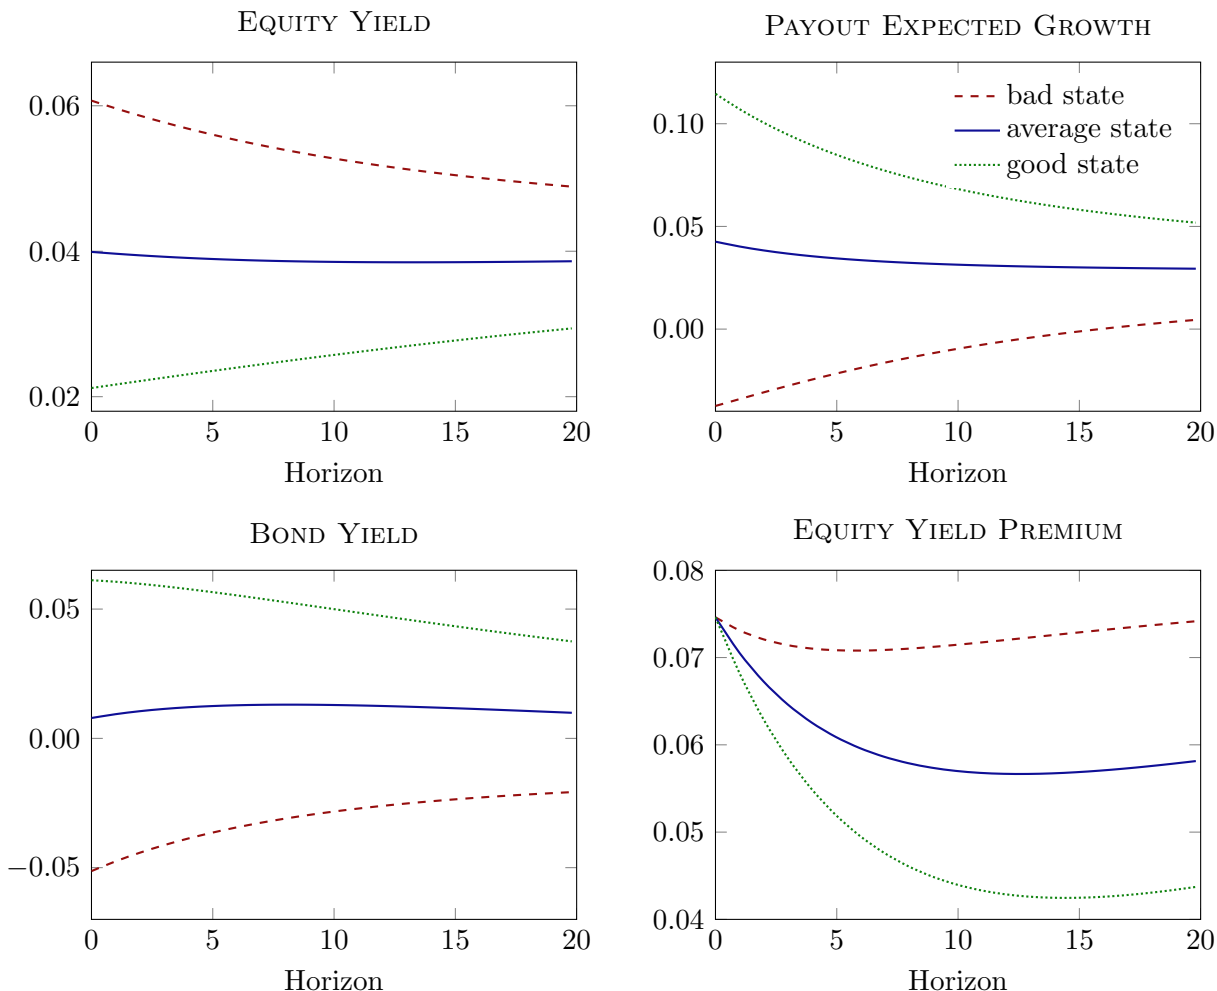 EQUITY YIELD
0.06
0.04
0.02
0 5 10 15 20
Horizon
PAYOUT EXPECTED GROWTH
bad state
average state
good state
0.10
0.05
0.00
0 5 10 15 20
Horizon
BOND YIELD
0.05
0.00
−0.05
0 5 10 15 20
Horizon
EQUITY YIELD PREMIUM
0.08
0.07
0.06
0.05
0.04
0 5 10 15 20
Horizon